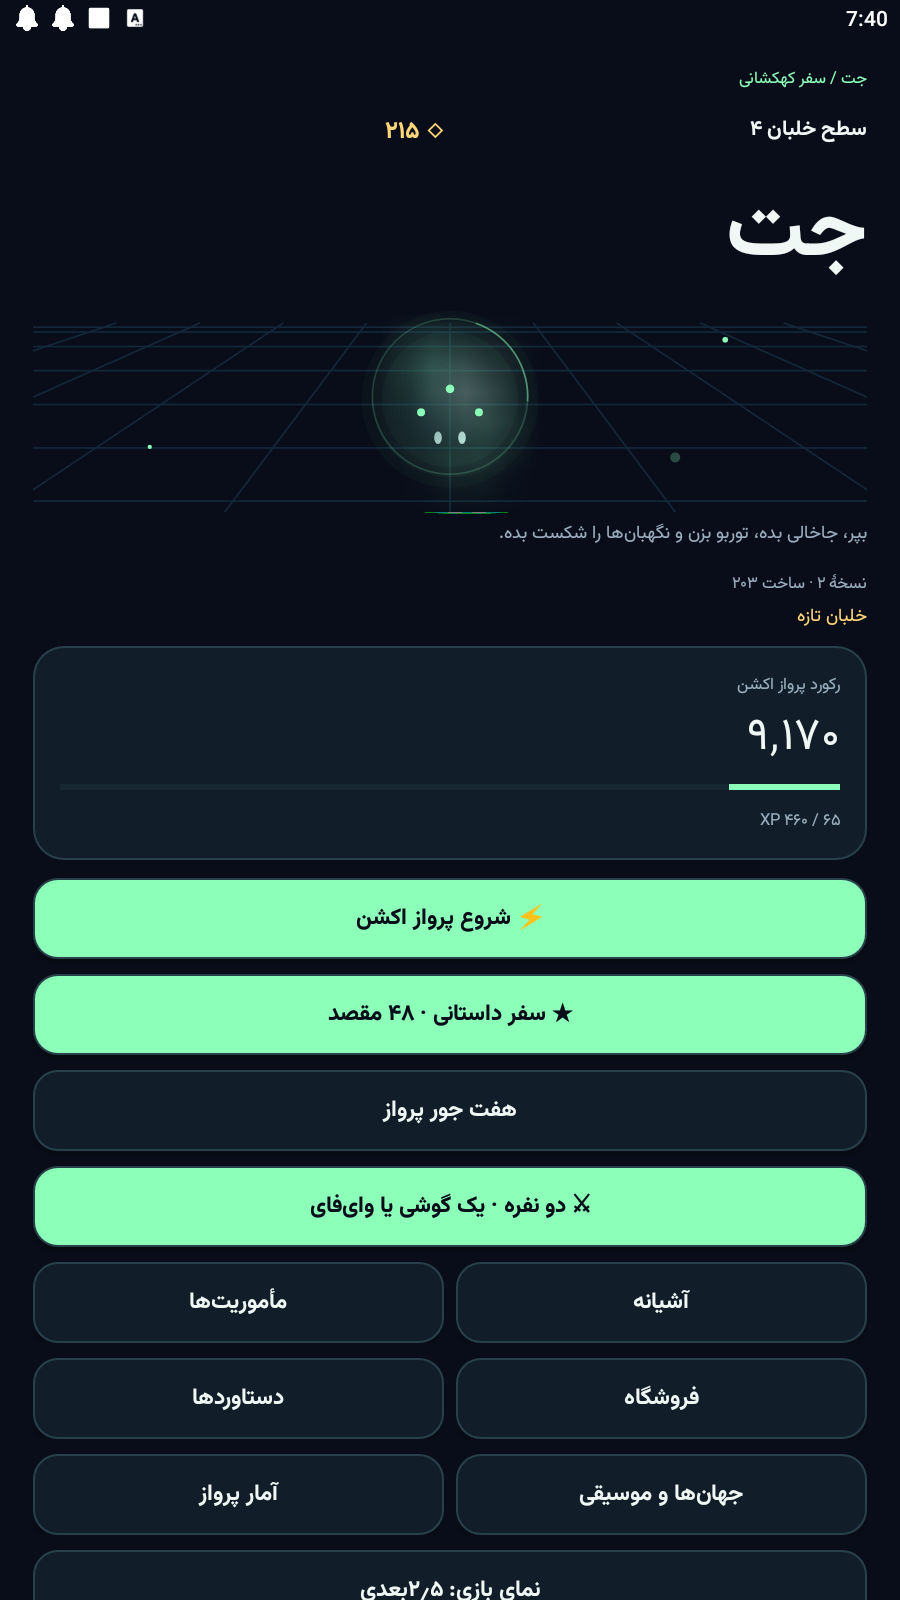 7:40
جت / سفر کهکشانی
سطح خلبان ۴
◇ ۲۱۵
جت
بپر، جاخالی بده، توربو بزن و نگهبان‌ها را شکست بده.
نسخهٔ ۲ · ساخت ۲۰۳
خلبان تازه
رکورد پرواز اکشن
۹,۱۷۰
۶۵ / ۴۶۰ XP
⚡ شروع پرواز اکشن
★ سفر داستانی · ۴۸ مقصد
هفت جور پرواز
⚔ دو نفره · یک گوشی یا وای‌فای
آشیانه
مأموریت‌ها
فروشگاه
دستاوردها
جهان‌ها و موسیقی
آمار پرواز
نمای بازی: ۲٫۵بعدی